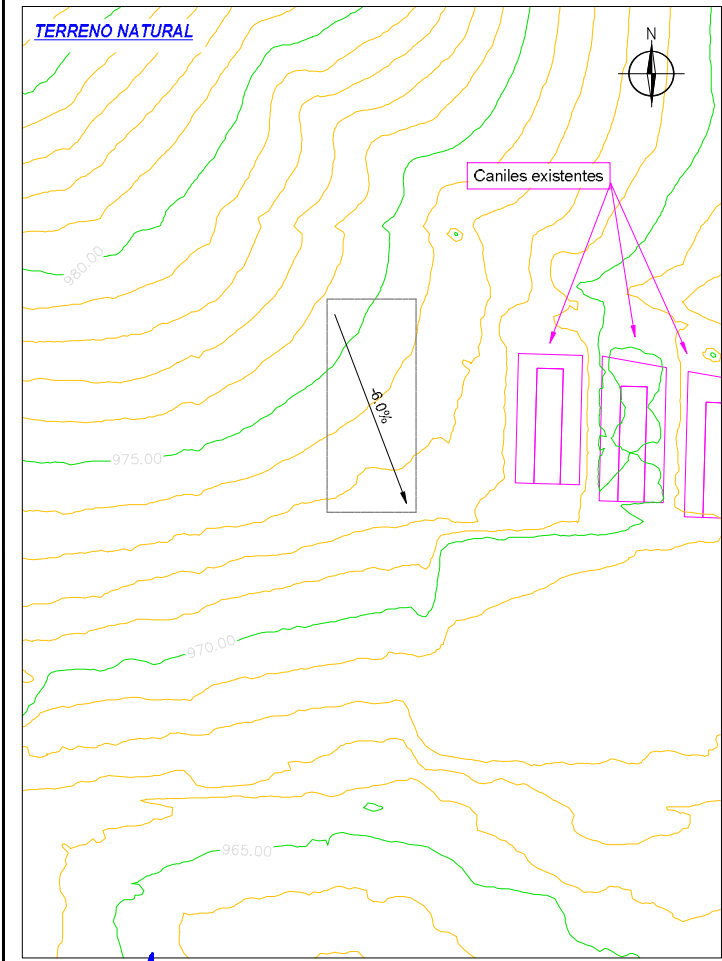 TERRENO NATURAL
N
Caniles existentes
980.00
-6.0%
975.00
970.00
965.00